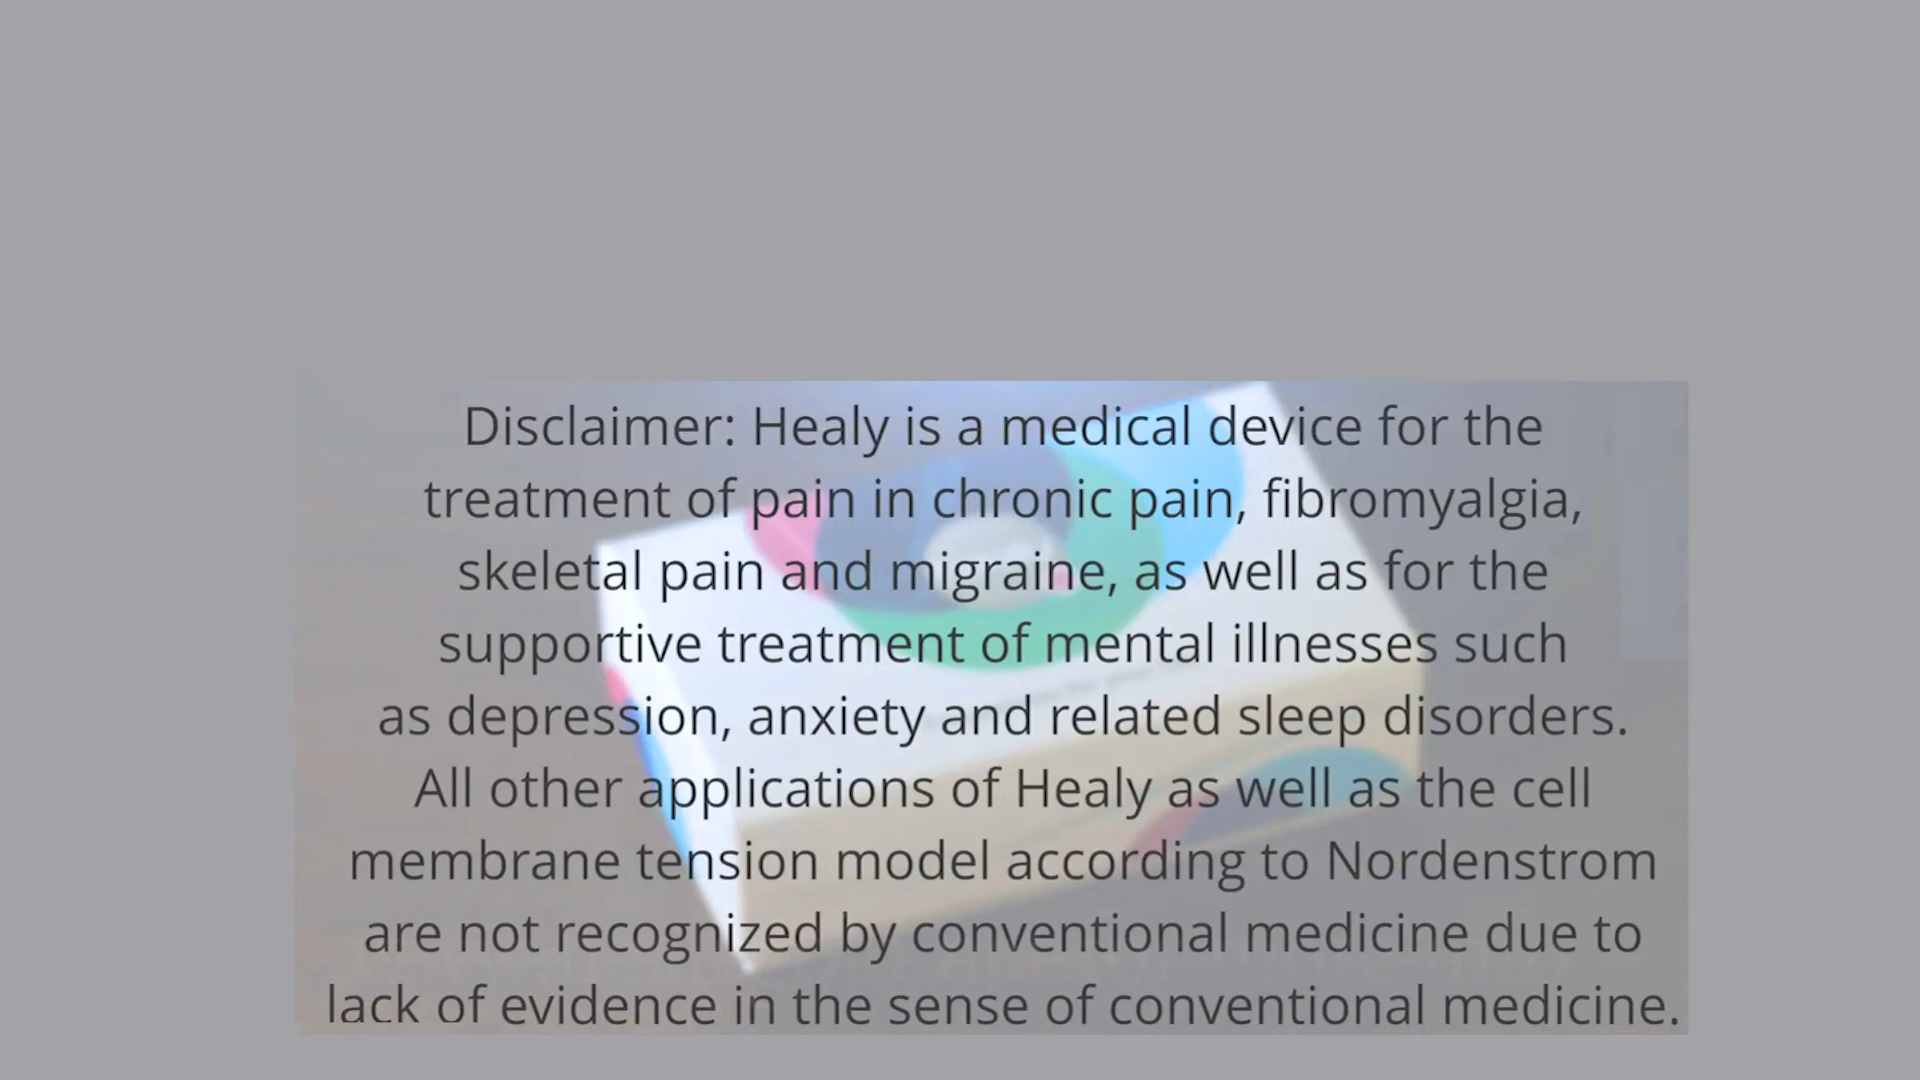 Disclaimer: Healy is a medical device for the
treatment of pain in chronic pain, fibromyalgia,
skeletal pain and migraine, as well as for the
supportive treatment of mental illnesses such
as depression, anxiety and related sleep disorders.
All other applications of Healy as well as the cell
membrane tension model according to Nordenstrom
are not recognized by conventional medicine due to
lack of evidence in the sense of conventional medicine.